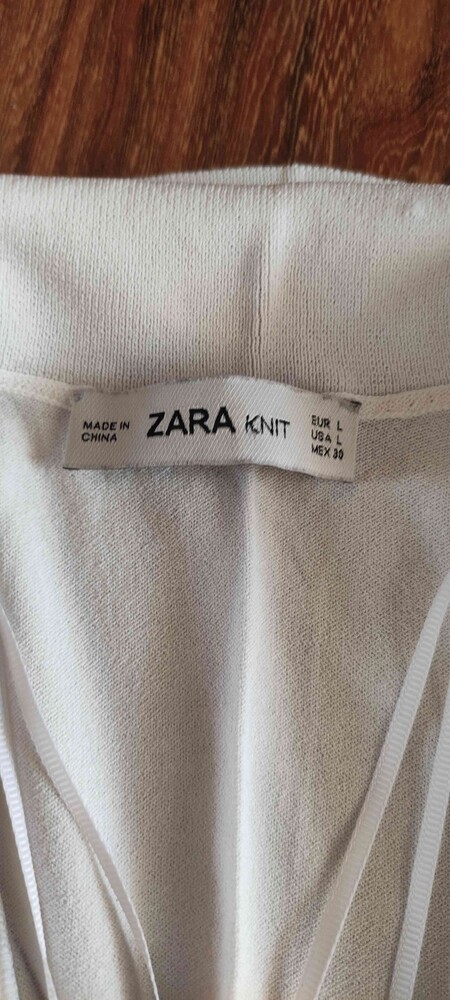 MADE IN
CHINA
ZARA KNIT
EUR L
USA L
MEX 30